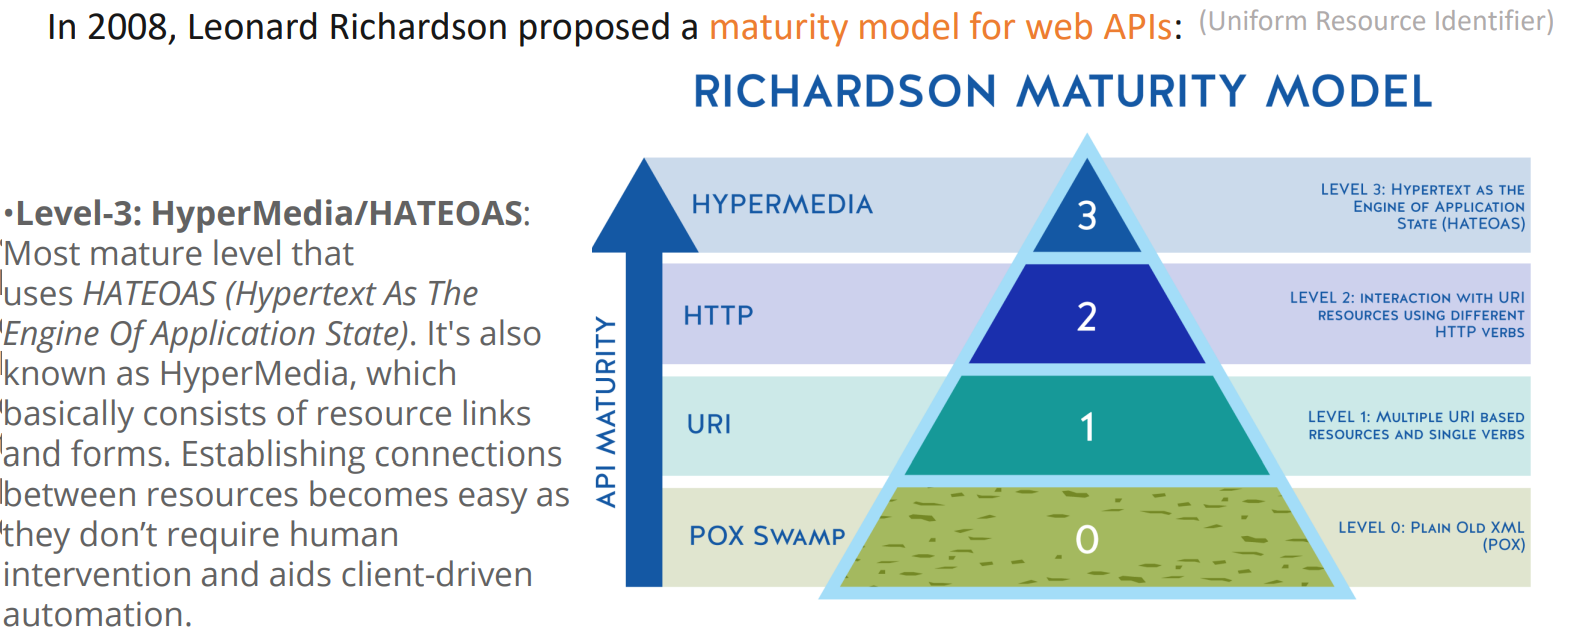 In 2008, Leonard Richardson proposed a maturity model for web APIs: (Uniform Resource Identifier)
RICHARDSON MATURITY MODEL
•Level-3: HyperMedia/HATEOAS:
Most mature level that
uses HATEOAS (Hypertext As The
Engine Of Application State). It's also
known as HyperMedia, which
basically consists of resource links
and forms. Establishing connections
between resources becomes easy as
they don’t require human
intervention and aids client-driven
automation.
API MATURITY
HYPERMEDIA
3
LEVEL 3: HYPERTEXT AS THE
ENGINE OF APPLICATION
STATE (HATEOAS)
HTTP
2
LEVEL 2: INTERACTION WITH URI
RESOURCES USING DIFFERENT
HTTP VERBS
URI
1
LEVEL 1: MULTIPLE URI BASED
RESOURCES AND SINGLE VERBS
POX SWAMP
0
LEVEL 0: PLAIN OLD XML
(POX)